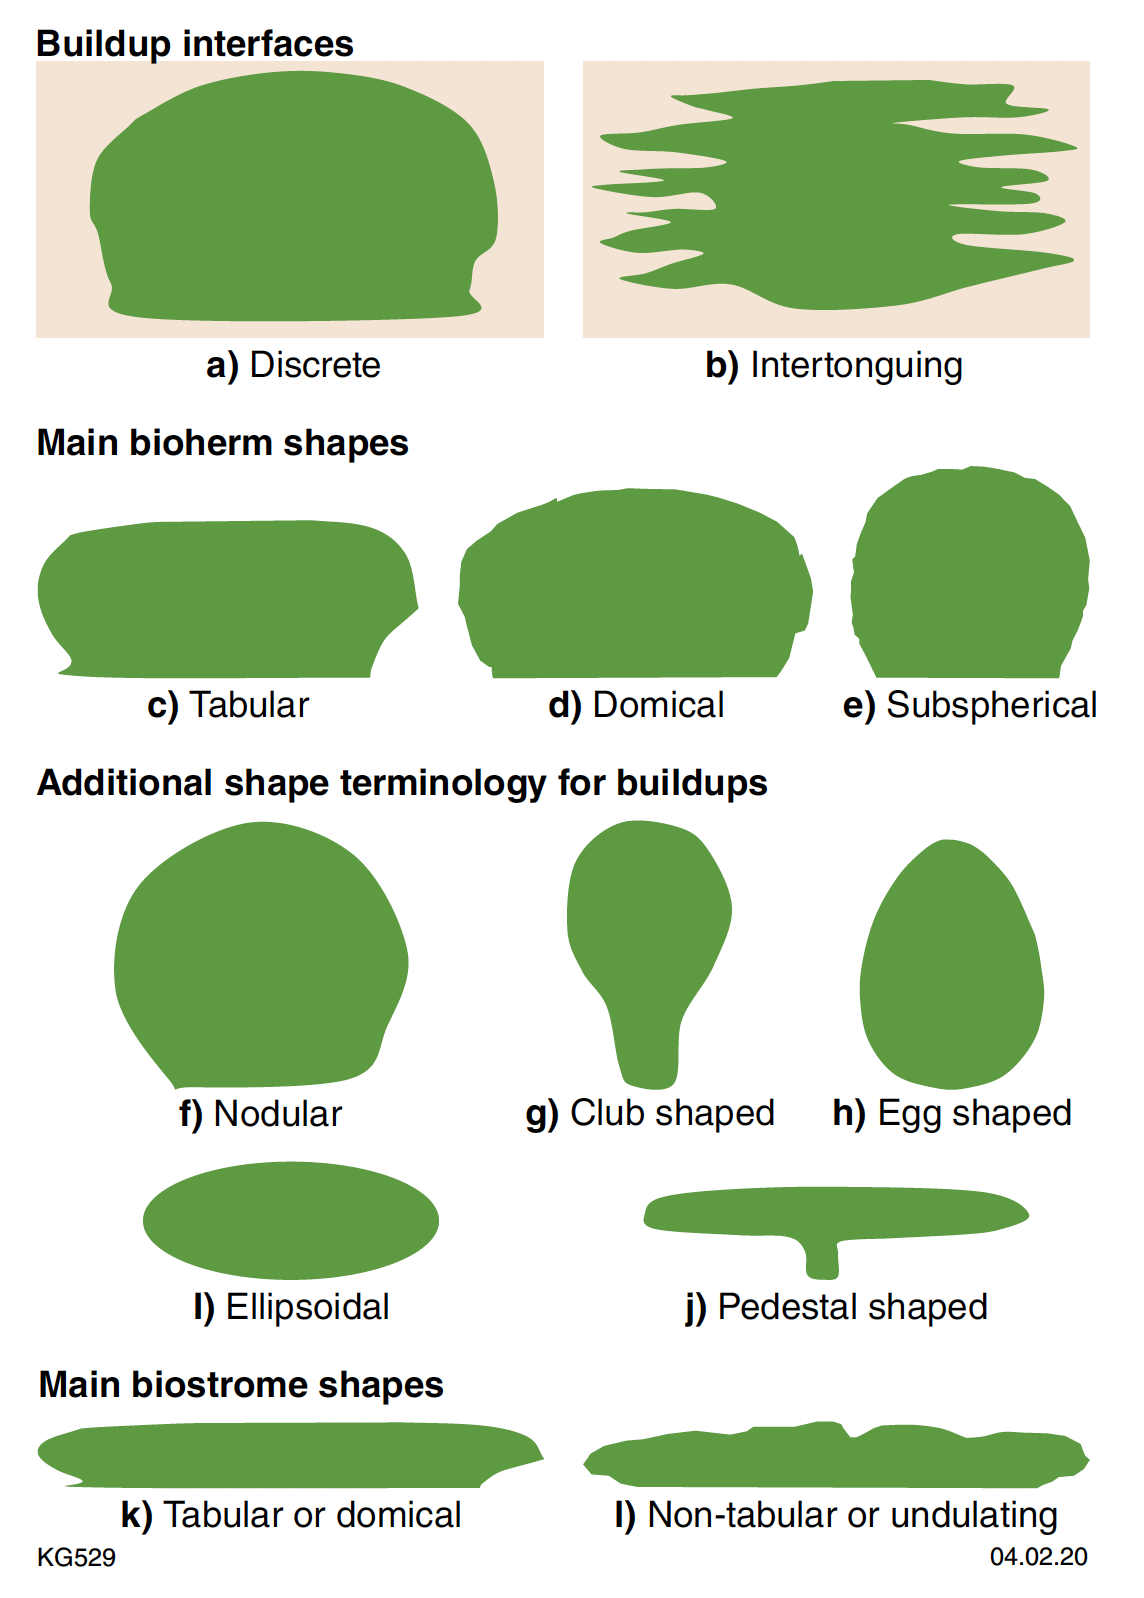 Buildup interfaces
a) Discrete
b) Intertonguing
Main bioherm shapes
c) Tabular
d) Domical
e) Subspherical
Additional shape terminology for buildups
f) Nodular
g) Club shaped
h) Egg shaped
l) Ellipsoidal
j) Pedestal shaped
Main biostrome shapes
k) Tabular or domical
l) Non-tabular or undulating
KG529
04.02.20